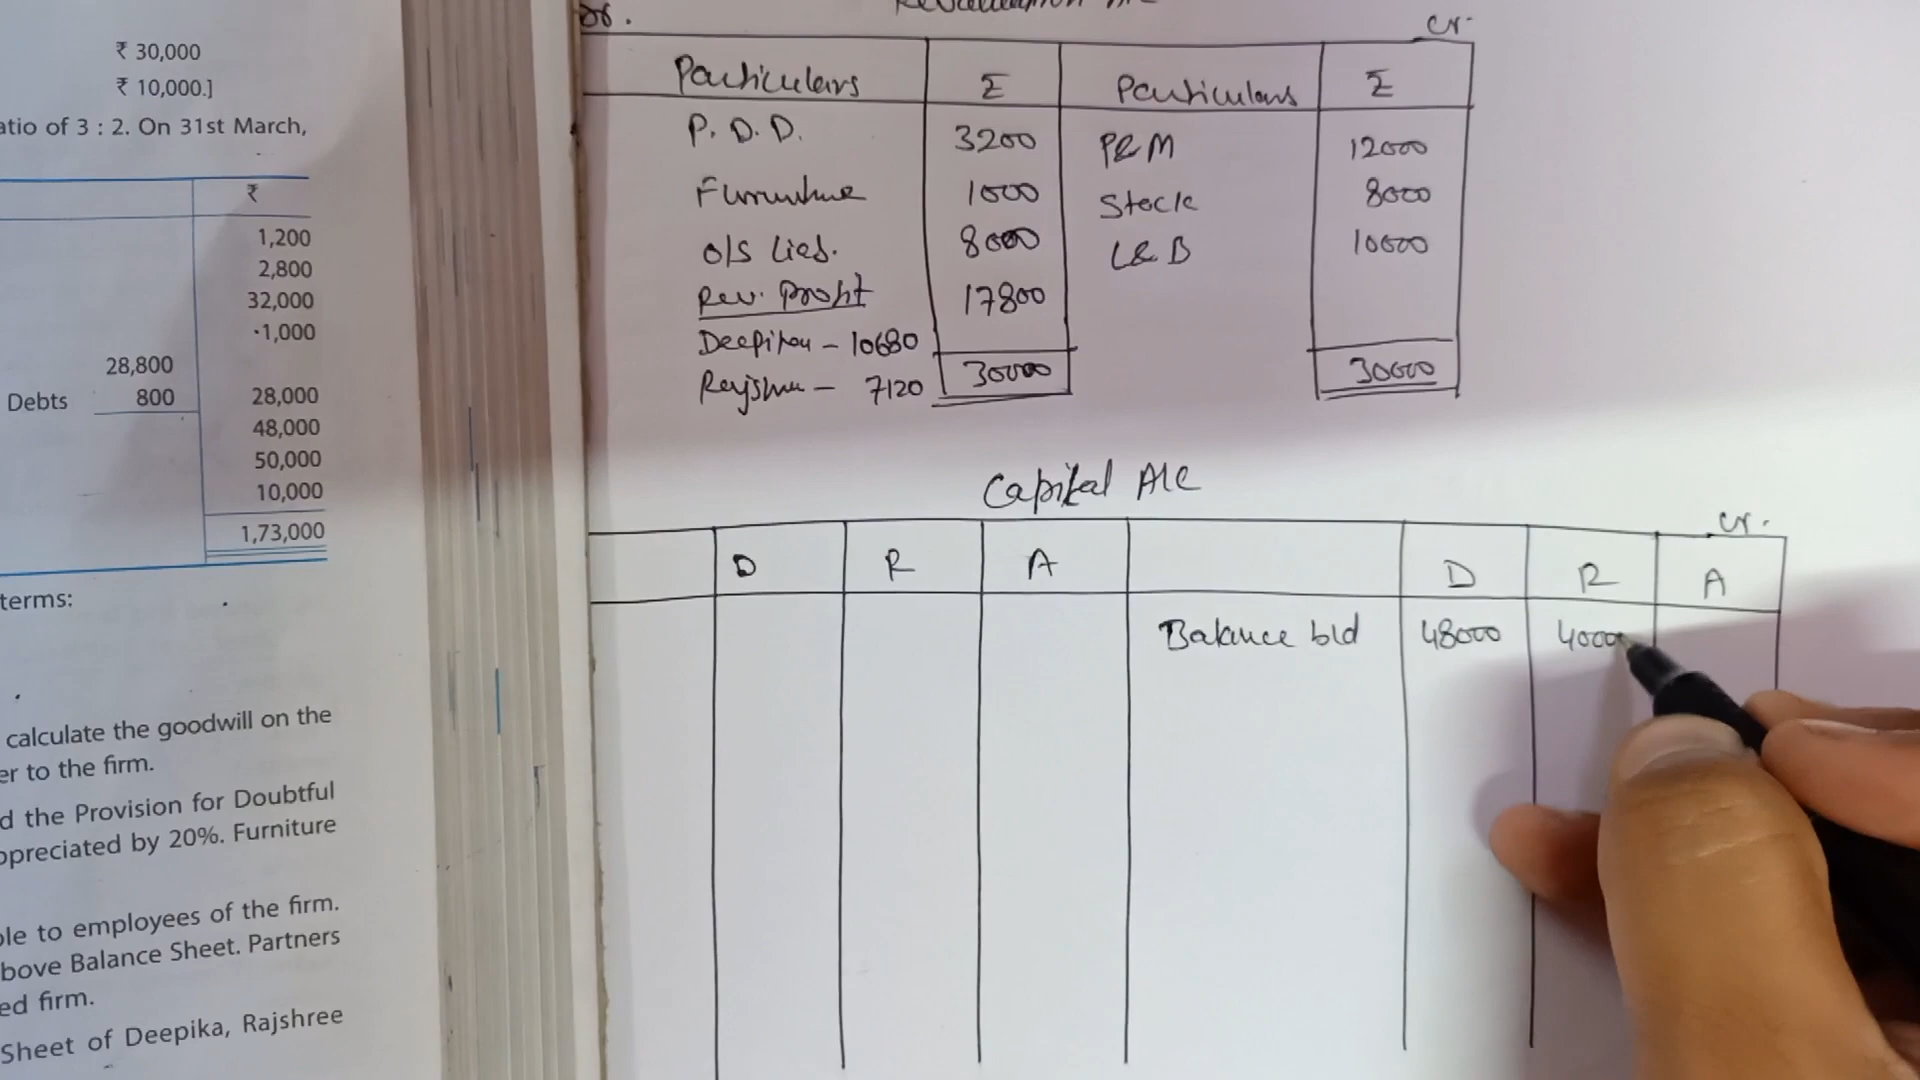 ₹ 30,000
₹ 10,000.]
atio of 3 : 2. On 31st March,
₹
1,200
2,800
32,000
1,000
28,800
Debts 800 28,000
48,000
50,000
10,000
1,73,000
terms:
calculate the goodwill on the
er to the firm.
d the Provision for Doubtful
ppreciated by 20%. Furniture
ble to employees of the firm.
bove Balance Sheet. Partners
ed firm.
Sheet of Deepika, Rajshree
Dr.
Cr.
Particulars Particulars
P. D. D. 3200 P&M 12000
Furniture 1000 Stock 8000
O/S Liab. 8000 L& B 10000
Rev. Profit 17800
Deepika - 10680
Rajshree - 7120 30000 30000
Capital A/C
Cr.
D R A D R A
Balance b/d 48000 40000